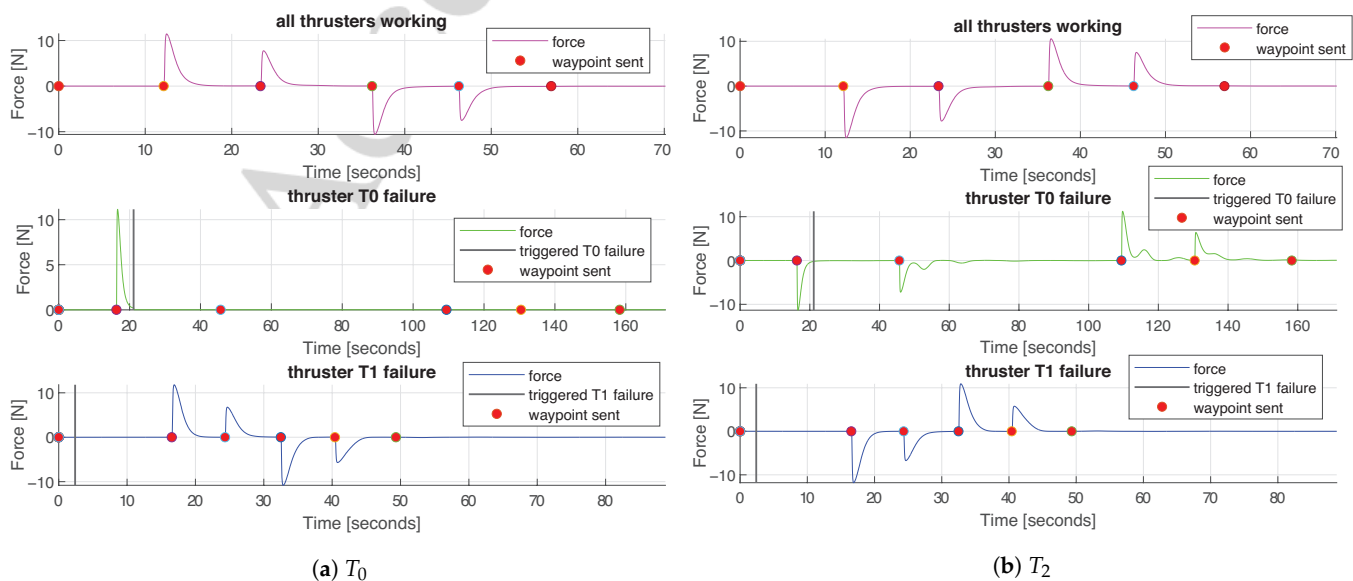 all thrusters working
10
0
−10
Force [N]
force
waypoint sent
0 10 20 30 40 50 60 70
Time [seconds]
thruster T0 failure
10
5
0
Force [N]
force
triggered T0 failure
waypoint sent
0 20 40 60 80 100 120 140 160
Time [seconds]
thruster T1 failure
10
0
−10
Force [N]
force
triggered T1 failure
waypoint sent
0 10 20 30 40 50 60 70 80
Time [seconds]
(a) T0
all thrusters working
10
0
−10
Force [N]
force
waypoint sent
0 10 20 30 40 50 60 70
Time [seconds]
thruster T0 failure
10
0
−10
Force [N]
force
triggered T0 failure
waypoint sent
0 20 40 60 80 100 120 140 160
Time [seconds]
thruster T1 failure
10
0
−10
Force [N]
force
triggered T1 failure
waypoint sent
0 10 20 30 40 50 60 70 80
Time [seconds]
(b) T2